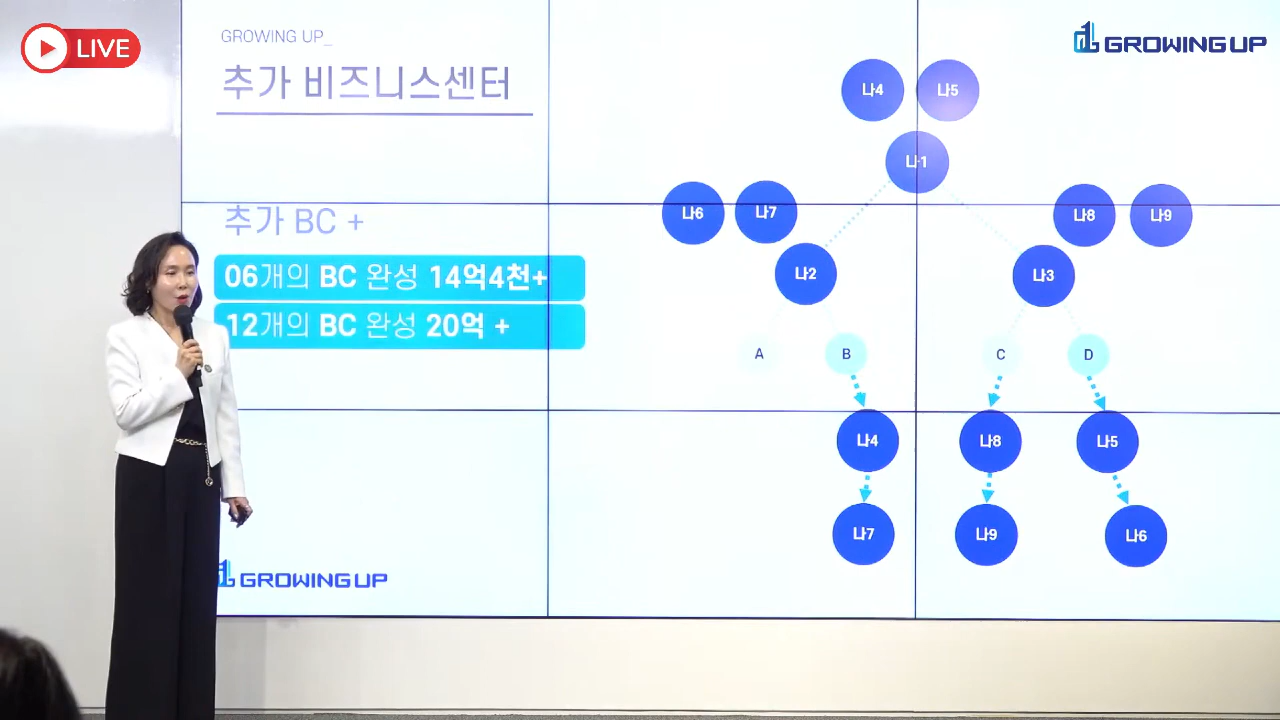 LIVE
GROWING UP_
GROWING UP
추가 비즈니스센터
나4
나5
나1
추가 BC +
나6
나7
나8
나9
06개의 BC 완성 14억4천+
나2
나3
12개의 BC 완성 20억 +
A
B
C
D
나4
나8
나5
나7
나9
나6
GROWING UP